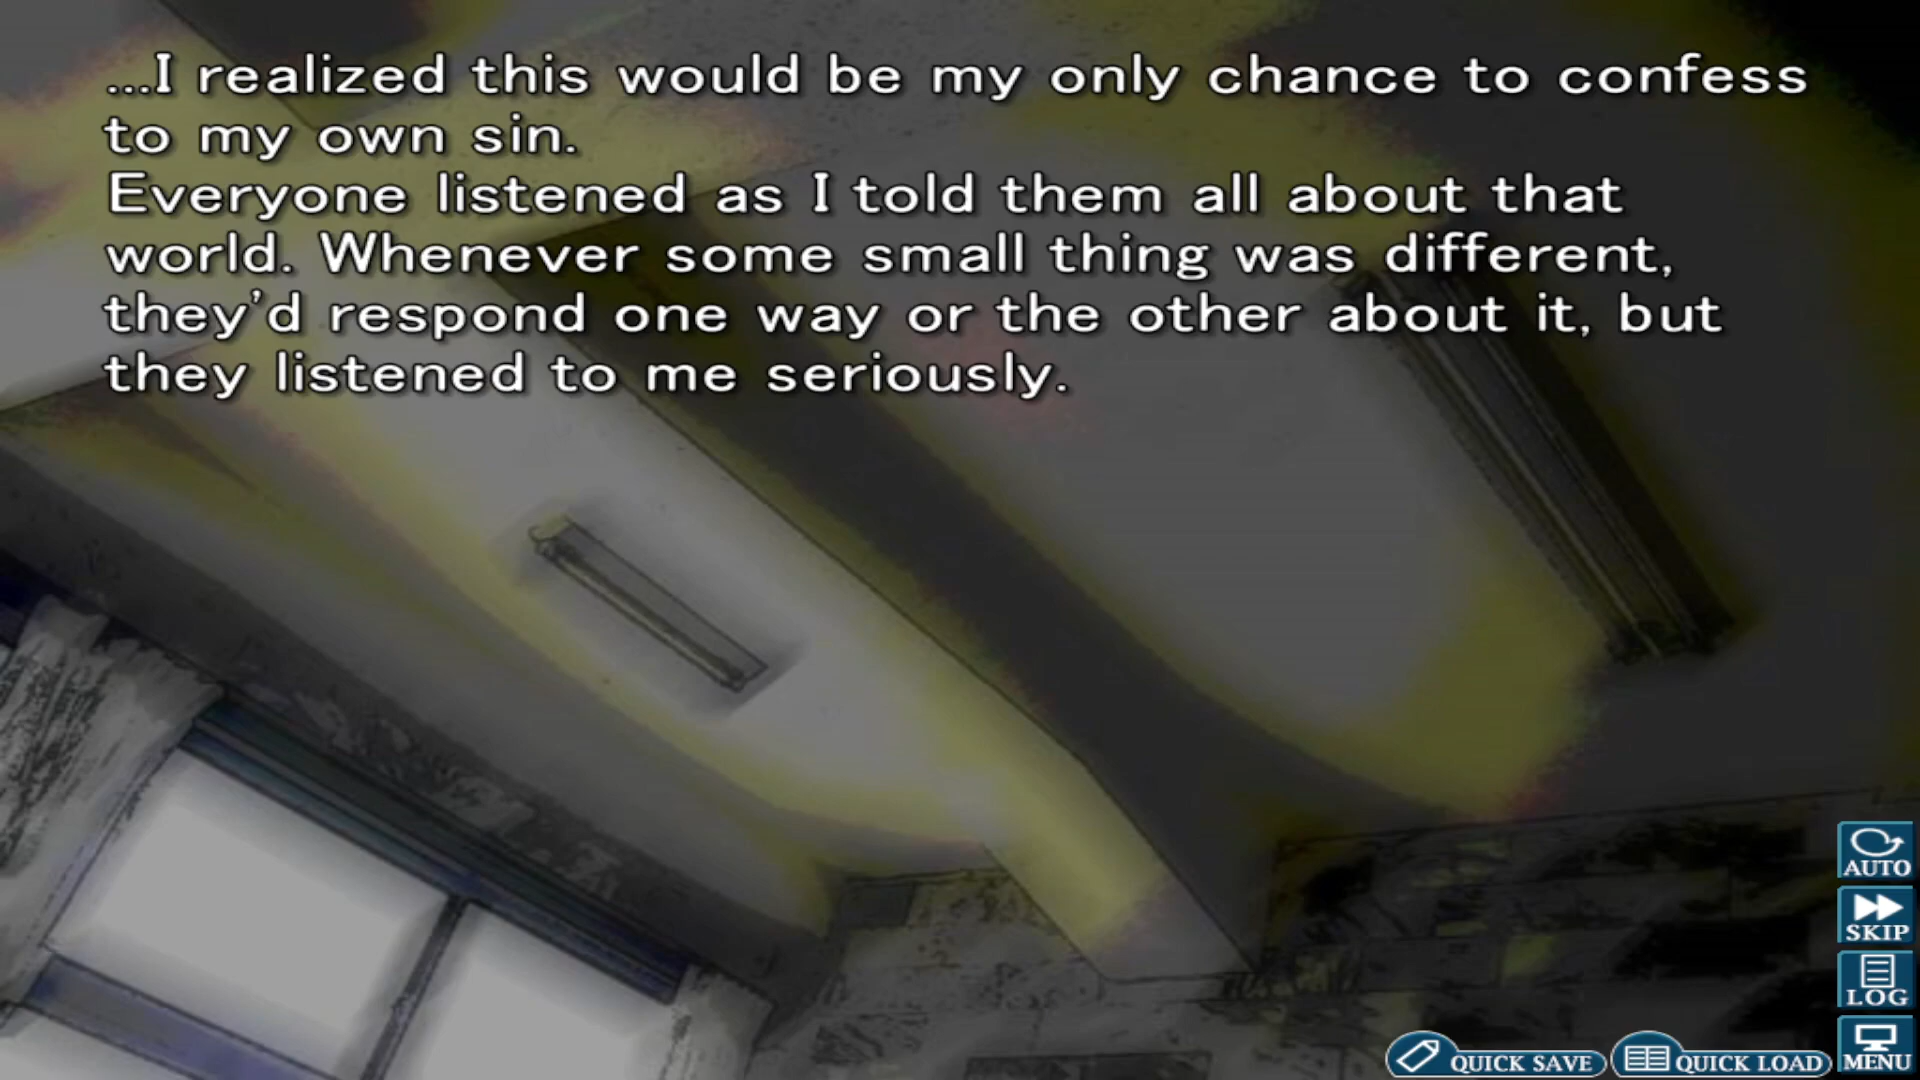 ...I realized this would be my only chance to confess
to my own sin.
Everyone listened as I told them all about that
world. Whenever some small thing was different,
they'd respond one way or the other about it, but
they listened to me seriously.
AUTO
SKIP
LOG
QUICK SAVE
QUICK LOAD
MENU